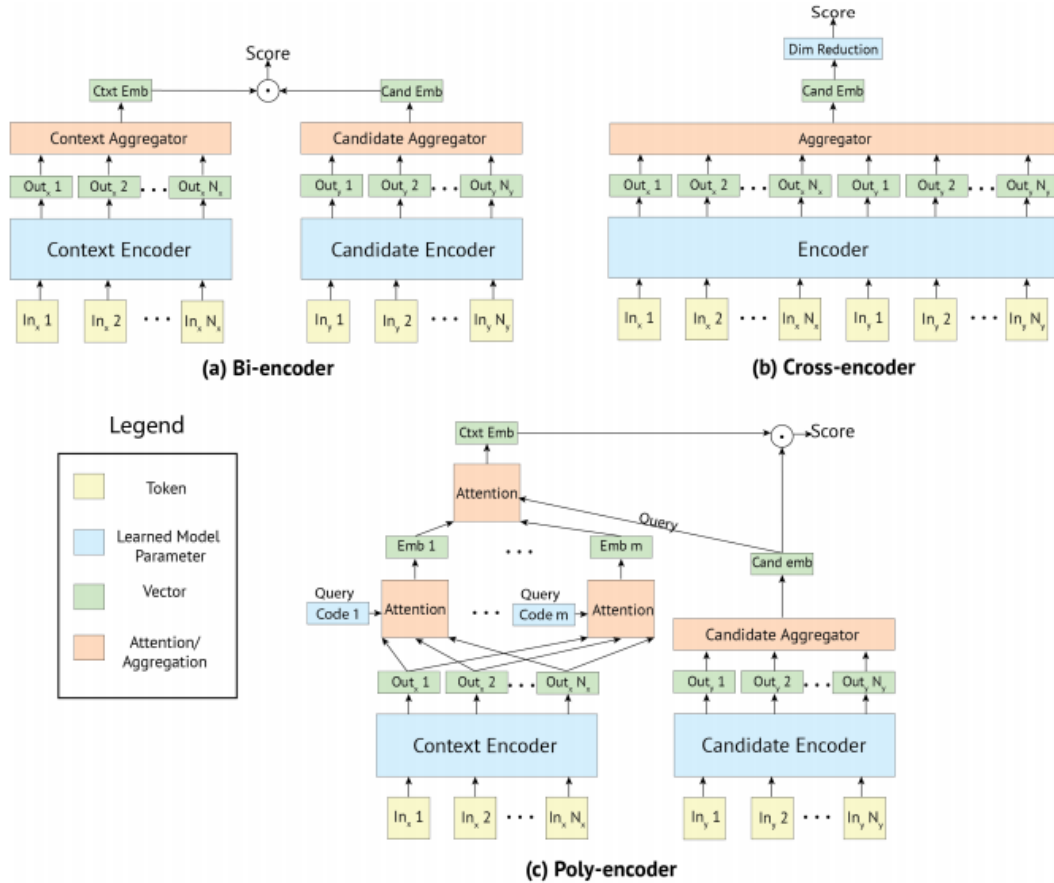 Score
Ctxt Emb
Cand Emb
Context Aggregator
Candidate Aggregator
Outx 1 Outx 2 ... Outx Nx
Outy 1 Outy 2 ... Outy Ny
Context Encoder
Candidate Encoder
Inx 1 Inx 2 ... Inx Nx
Iny 1 Iny 2 ... Iny Ny
(a) Bi-encoder
Score
Dim Reduction
Cand Emb
Aggregator
Outx 1 Outx 2 ... Outx Nx Outy 1 Outy 2 ... Outy Ny
Encoder
Inx 1 Inx 2 ... Inx Nx Iny 1 Iny 2 ... Iny Ny
(b) Cross-encoder
Legend
Token
Learned Model
Parameter
Vector
Attention/
Aggregation
Ctxt Emb
Score
Attention
Query
Emb 1 ... Emb m
Cand emb
Query
Code 1
Attention
...
Query
Code m
Attention
Candidate Aggregator
Outx 1 Outx 2 ... Outx Nx
Outy 1 Outy 2 ... Outy Ny
Context Encoder
Candidate Encoder
Inx 1 Inx 2 ... Inx Nx
Iny 1 Iny 2 ... Iny Ny
(c) Poly-encoder